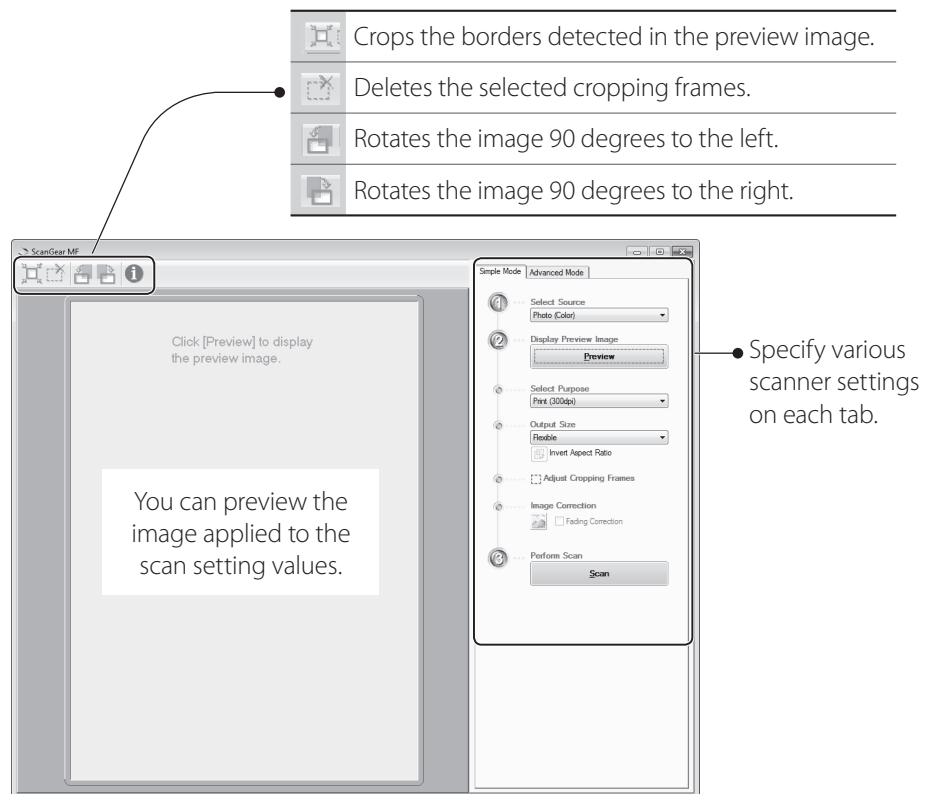 Crops the borders detected in the preview image.
Deletes the selected cropping frames.
Rotates the image 90 degrees to the left.
Rotates the image 90 degrees to the right.
ScanGear MF
Simple Mode
Advanced Mode
1
Select Source
Photo (Color)
Click [Preview] to display
the preview image.
2
Display Preview Image
Preview
Specify various
scanner settings
on each tab.
Select Purpose
Print (300dpi)
Output Size
Flexible
Invert Aspect Ratio
Adjust Cropping Frames
You can preview the
image applied to the
scan setting values.
Image Correction
Fading Correction
3
Perform Scan
Scan